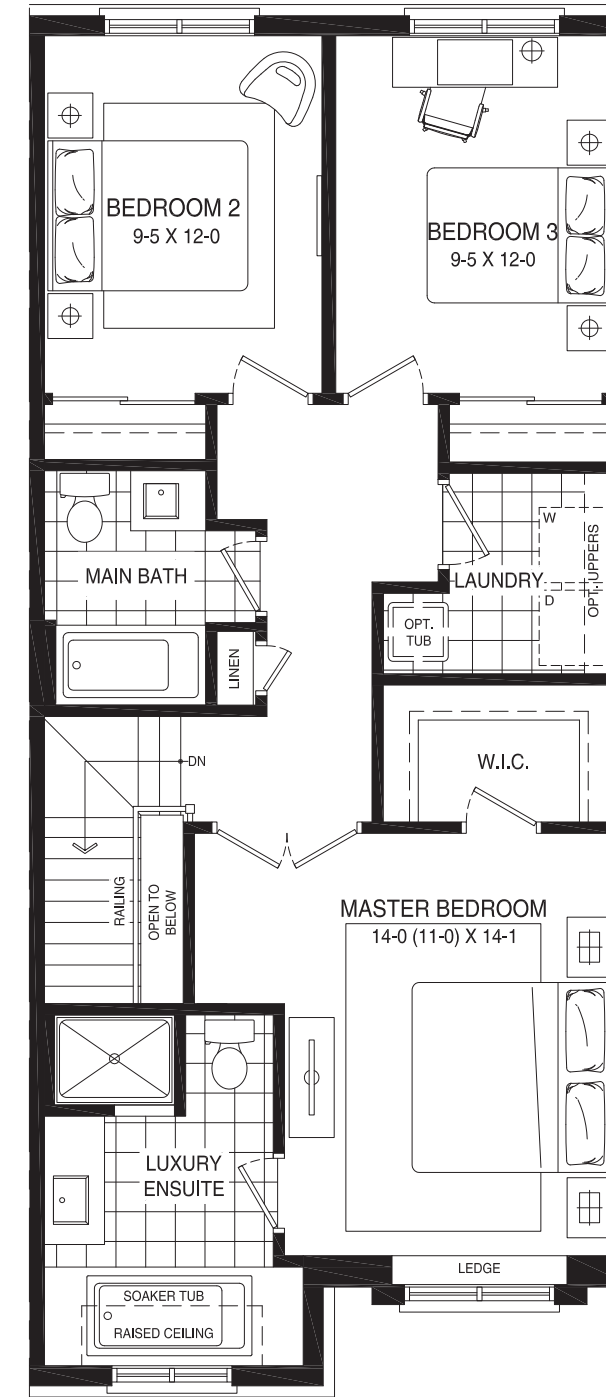 BEDROOM 2
9-5 X 12-0
BEDROOM 3
9-5 X 12-0
MAIN BATH
W
LAUNDRY
D
OPT. UPPERS
OPT.
TUB
LINEN
DN
W.I.C.
RAILING
OPEN TO
BELOW
MASTER BEDROOM
14-0 (11-0) X 14-1
LUXURY
ENSUITE
LEDGE
SOAKER TUB
RAISED CEILING